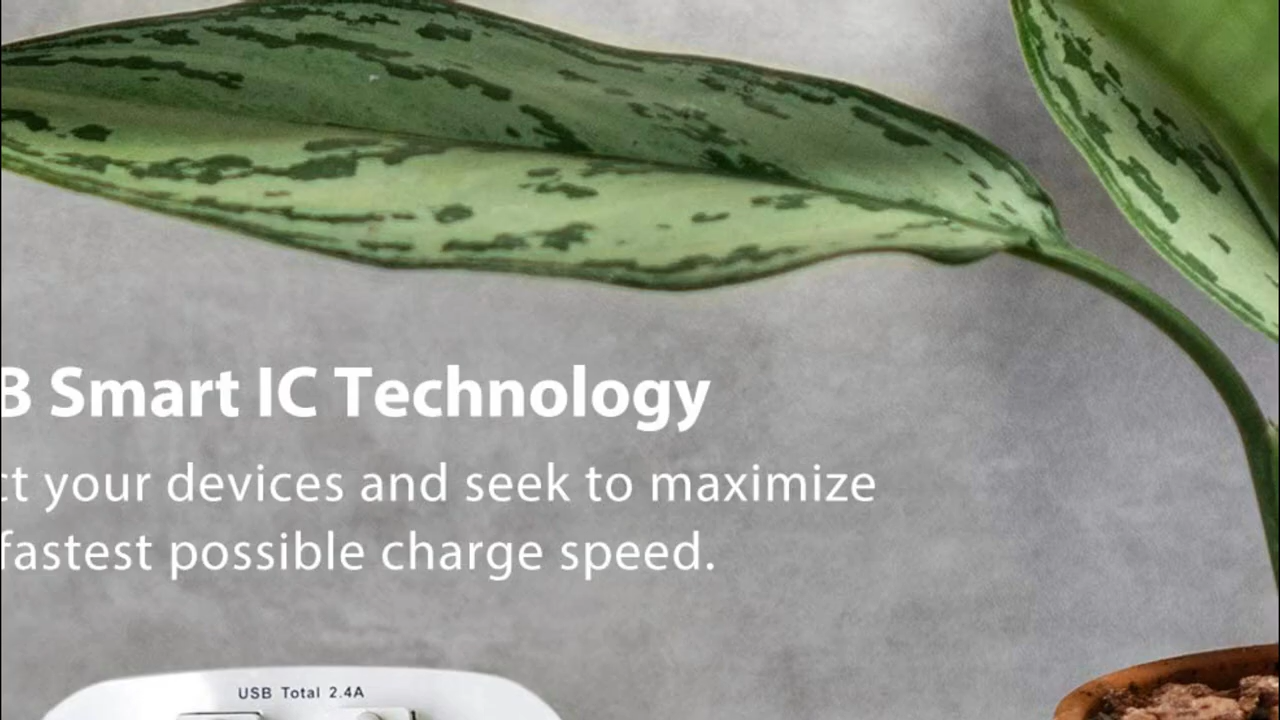 B Smart IC Technology
ct your devices and seek to maximize
fastest possible charge speed.
USB Total 2.4A